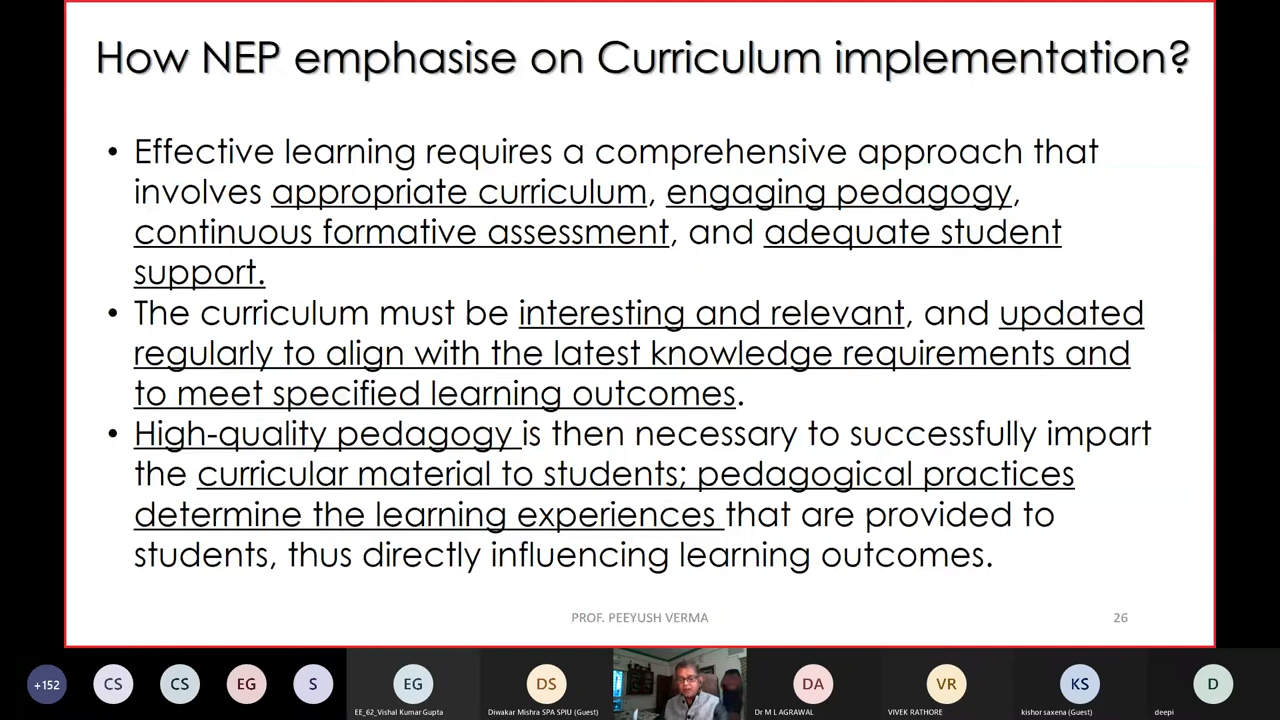 How NEP emphasise on Curriculum implementation?
• Effective learning requires a comprehensive approach that
involves appropriate curriculum, engaging pedagogy,
continuous formative assessment, and adequate student
support.
• The curriculum must be interesting and relevant, and updated
regularly to align with the latest knowledge requirements and
to meet specified learning outcomes.
• High-quality pedagogy is then necessary to successfully impart
the curricular material to students; pedagogical practices
determine the learning experiences that are provided to
students, thus directly influencing learning outcomes.
PROF. PEEYUSH VERMA
26
+152
CS
CS
EG
S
EG
DS
DA
VR
KS
D
EE_62_Vishal Kumar Gupta
Diwakar Mishra SPA SPIU (Guest)
Dr M L AGRAWAL
VIVEK RATHORE
kishor saxena (Guest)
deepi